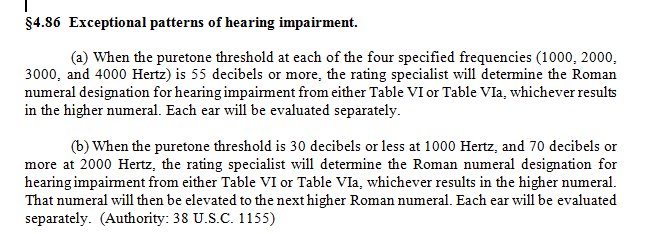 §4.86 Exceptional patterns of hearing impairment.
(a) When the puretone threshold at each of the four specified frequencies (1000, 2000,
3000, and 4000 Hertz) is 55 decibels or more, the rating specialist will determine the Roman
numeral designation for hearing impairment from either Table VI or Table VIa, whichever results
in the higher numeral. Each ear will be evaluated separately.
(b) When the puretone threshold is 30 decibels or less at 1000 Hertz, and 70 decibels or
more at 2000 Hertz, the rating specialist will determine the Roman numeral designation for
hearing impairment from either Table VI or Table VIa, whichever results in the higher numeral.
That numeral will then be elevated to the next higher Roman numeral. Each ear will be evaluated
separately. (Authority: 38 U.S.C. 1155)